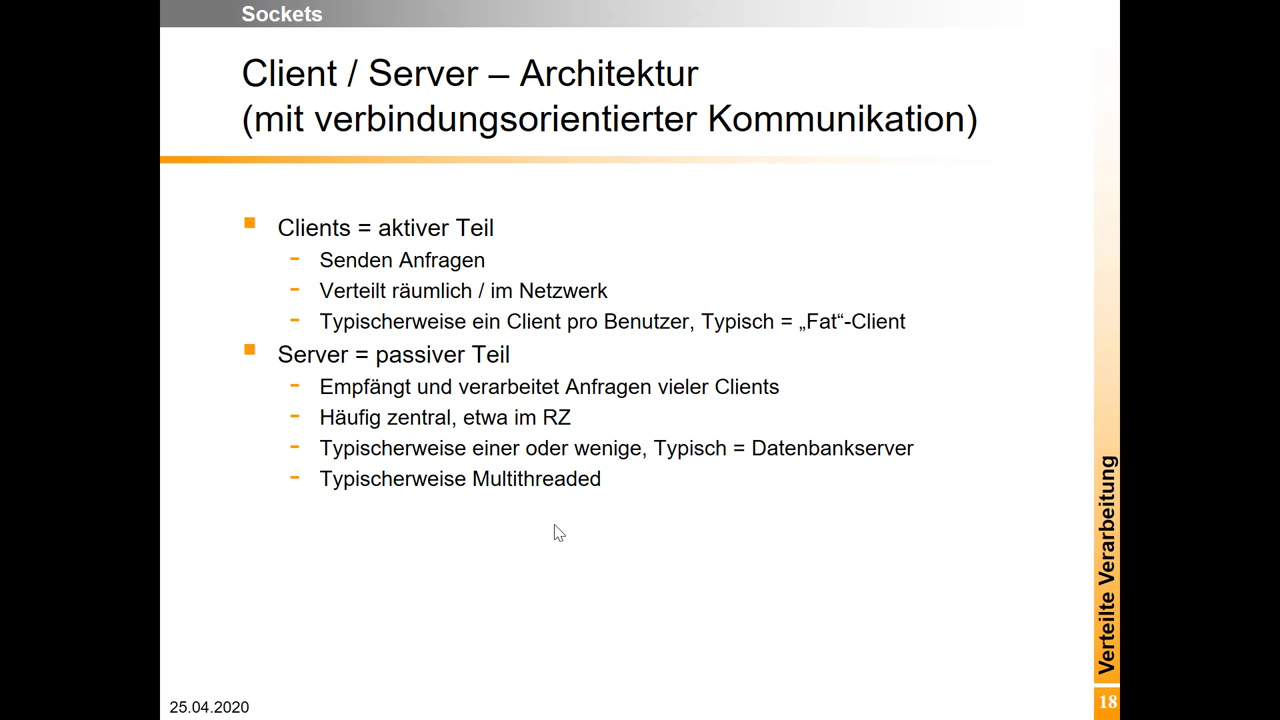 Sockets
Client / Server – Architektur
(mit verbindungsorientierter Kommunikation)
Clients = aktiver Teil
Senden Anfragen
Verteilt räumlich / im Netzwerk
Typischerweise ein Client pro Benutzer, Typisch = „Fat“-Client
Server = passiver Teil
Empfängt und verarbeitet Anfragen vieler Clients
Häufig zentral, etwa im RZ
Typischerweise einer oder wenige, Typisch = Datenbankserver
Typischerweise Multithreaded
Verteilte Verarbeitung
25.04.2020
18